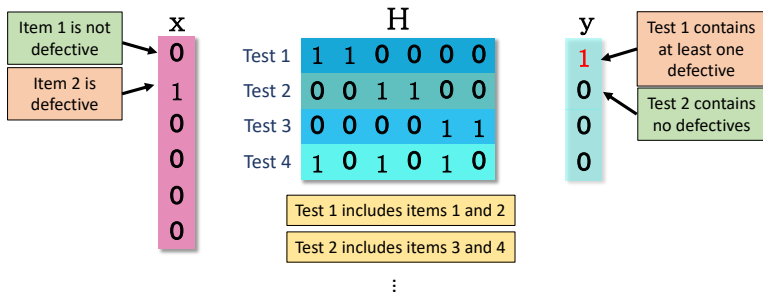 x
H
y
Item 1 is not
defective
Item 2 is
defective
0
1
0
0
0
0
Test 1 1 1 0 0 0 0
Test 2 0 0 1 1 0 0
Test 3 0 0 0 0 1 1
Test 4 1 0 1 0 1 0
1
0
0
0
Test 1 contains
at least one
defective
Test 2 contains
no defectives
Test 1 includes items 1 and 2
Test 2 includes items 3 and 4
⋮